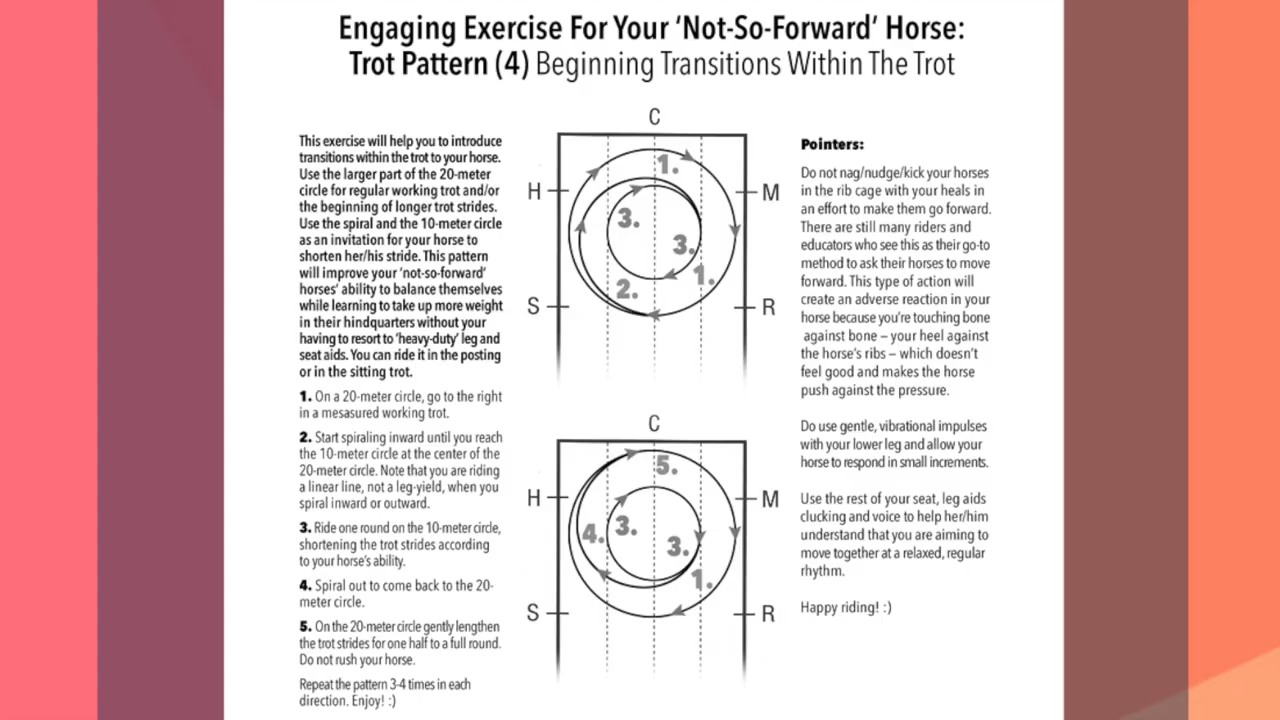 Engaging Exercise For Your ‘Not-So-Forward’ Horse:
Trot Pattern (4) Beginning Transitions Within The Trot
This exercise will help you to introduce
transitions within the trot to your horse.
Use the larger part of the 20-meter
circle for regular working trot and/or
the beginning of longer trot strides.
Use the spiral and the 10-meter circle
as an invitation for your horse to
shorten her/his stride. This pattern
will improve your ‘not-so-forward’
horses’ ability to balance themselves
while learning to take up more weight
in their hindquarters without your
having to resort to ‘heavy-duty’ leg and
seat aids. You can ride it in the posting
or in the sitting trot.
1. On a 20-meter circle, go to the right
in a mesasured working trot.
2. Start spiraling inward until you reach
the 10-meter circle at the center of the
20-meter circle. Note that you are riding
a linear line, not a leg-yield, when you
spiral inward or outward.
3. Ride one round on the 10-meter circle,
shortening the trot strides according
to your horse’s ability.
4. Spiral out to come back to the 20-
meter circle.
5. On the 20-meter circle gently lengthen
the trot strides for one half to a full round.
Do not rush your horse.
Repeat the pattern 3-4 times in each
direction. Enjoy! :)
C
1.
H
M
3.
3.
1.
2.
S
R
C
5.
H
M
3.
4.
3.
1.
S
R
Pointers:
Do not nag/nudge/kick your horses
in the rib cage with your heals in
an effort to make them go forward.
There are still many riders and
educators who see this as their go-to
method to ask their horses to move
forward. This type of action will
create an adverse reaction in your
horse because you’re touching bone
against bone – your heel against
the horse’s ribs – which doesn’t
feel good and makes the horse
push against the pressure.
Do use gentle, vibrational impulses
with your lower leg and allow your
horse to respond in small increments.
Use the rest of your seat, leg aids
clucking and voice to help her/him
understand that you are aiming to
move together at a relaxed, regular
rhythm.
Happy riding! :)